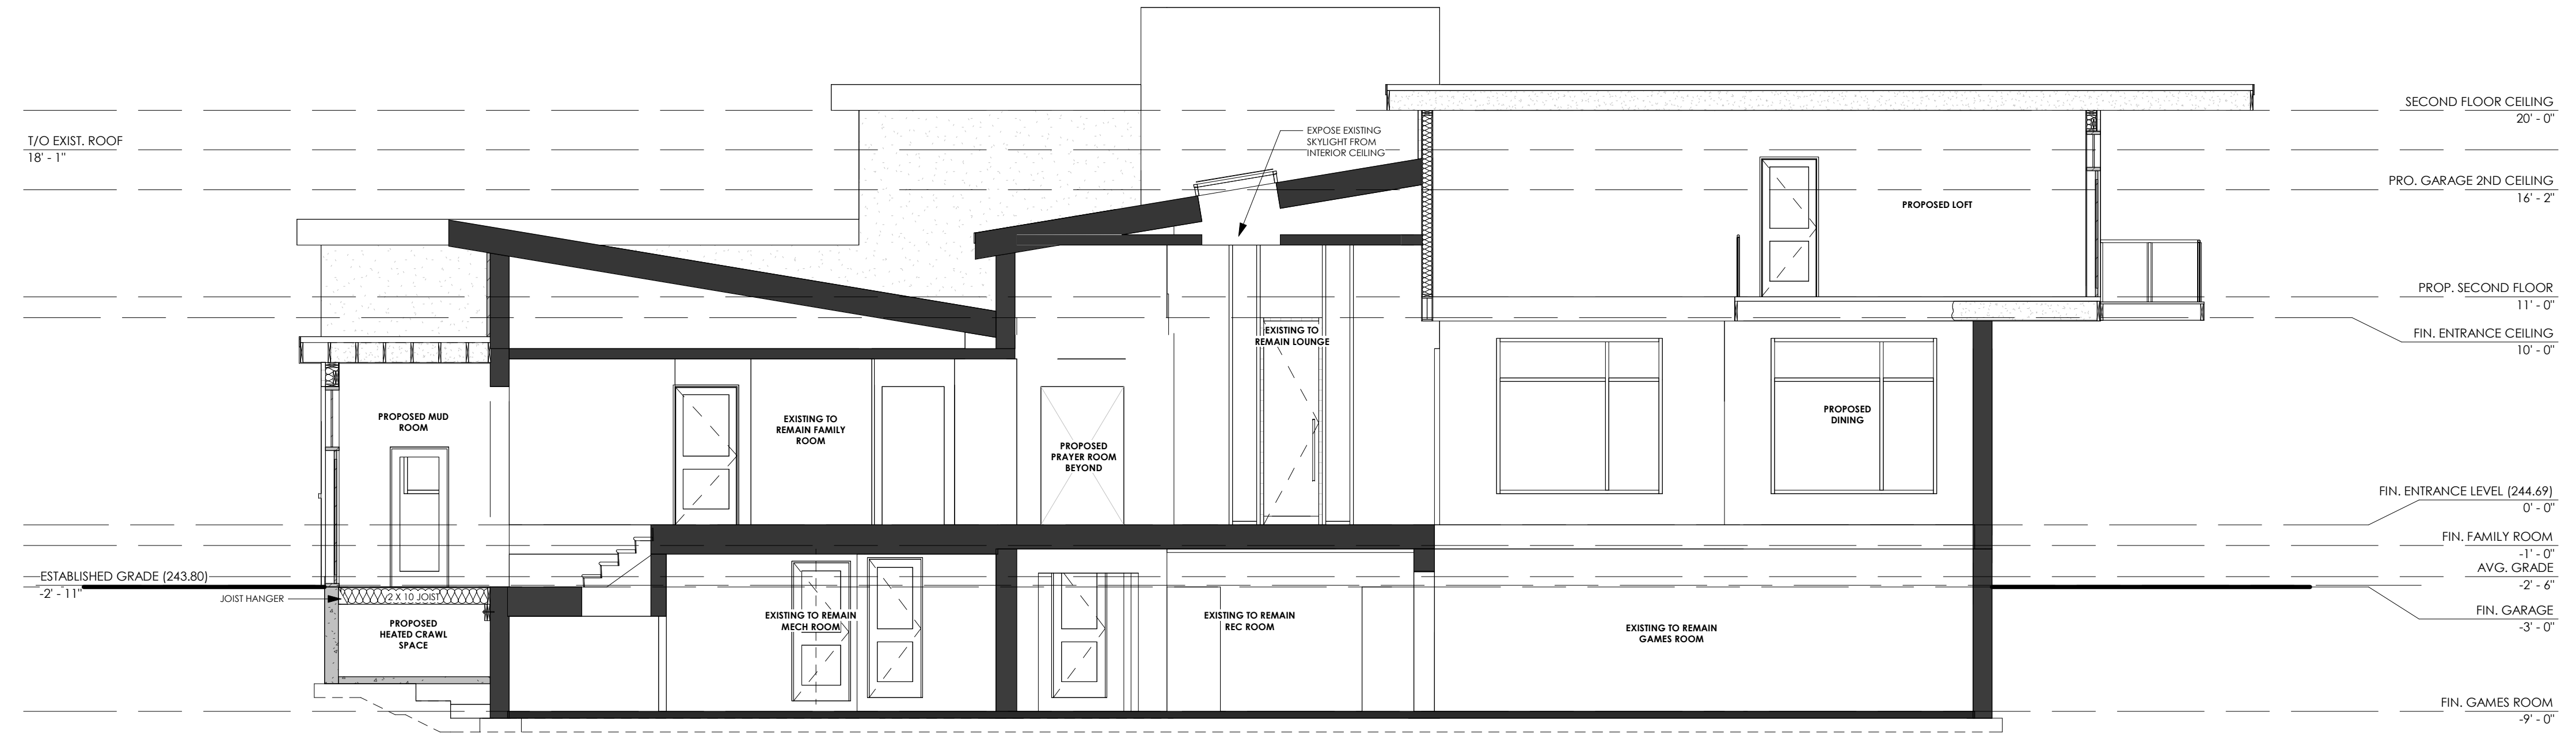 SECOND FLOOR CEILING
20' - 0"
T/O EXIST. ROOF
18' - 1"
EXPOSE EXISTING
SKYLIGHT FROM
INTERIOR CEILING
PRO. GARAGE 2ND CEILING
16' - 2"
PROPOSED LOFT
PROP. SECOND FLOOR
11' - 0"
FIN. ENTRANCE CEILING
10' - 0"
EXISTING TO
REMAIN LOUNGE
PROPOSED MUD
ROOM
EXISTING TO
REMAIN FAMILY
ROOM
PROPOSED
PRAYER ROOM
BEYOND
PROPOSED
DINING
FIN. ENTRANCE LEVEL (244.69)
0' - 0"
FIN. FAMILY ROOM
-1' - 0"
AVG. GRADE
-2' - 6"
ESTABLISHED GRADE (243.80)
-2' - 11"
JOIST HANGER
2 X 10 JOIST
FIN. GARAGE
-3' - 0"
PROPOSED
HEATED CRAWL
SPACE
EXISTING TO REMAIN
MECH ROOM
EXISTING TO REMAIN
REC ROOM
EXISTING TO REMAIN
GAMES ROOM
FIN. GAMES ROOM
-9' - 0"